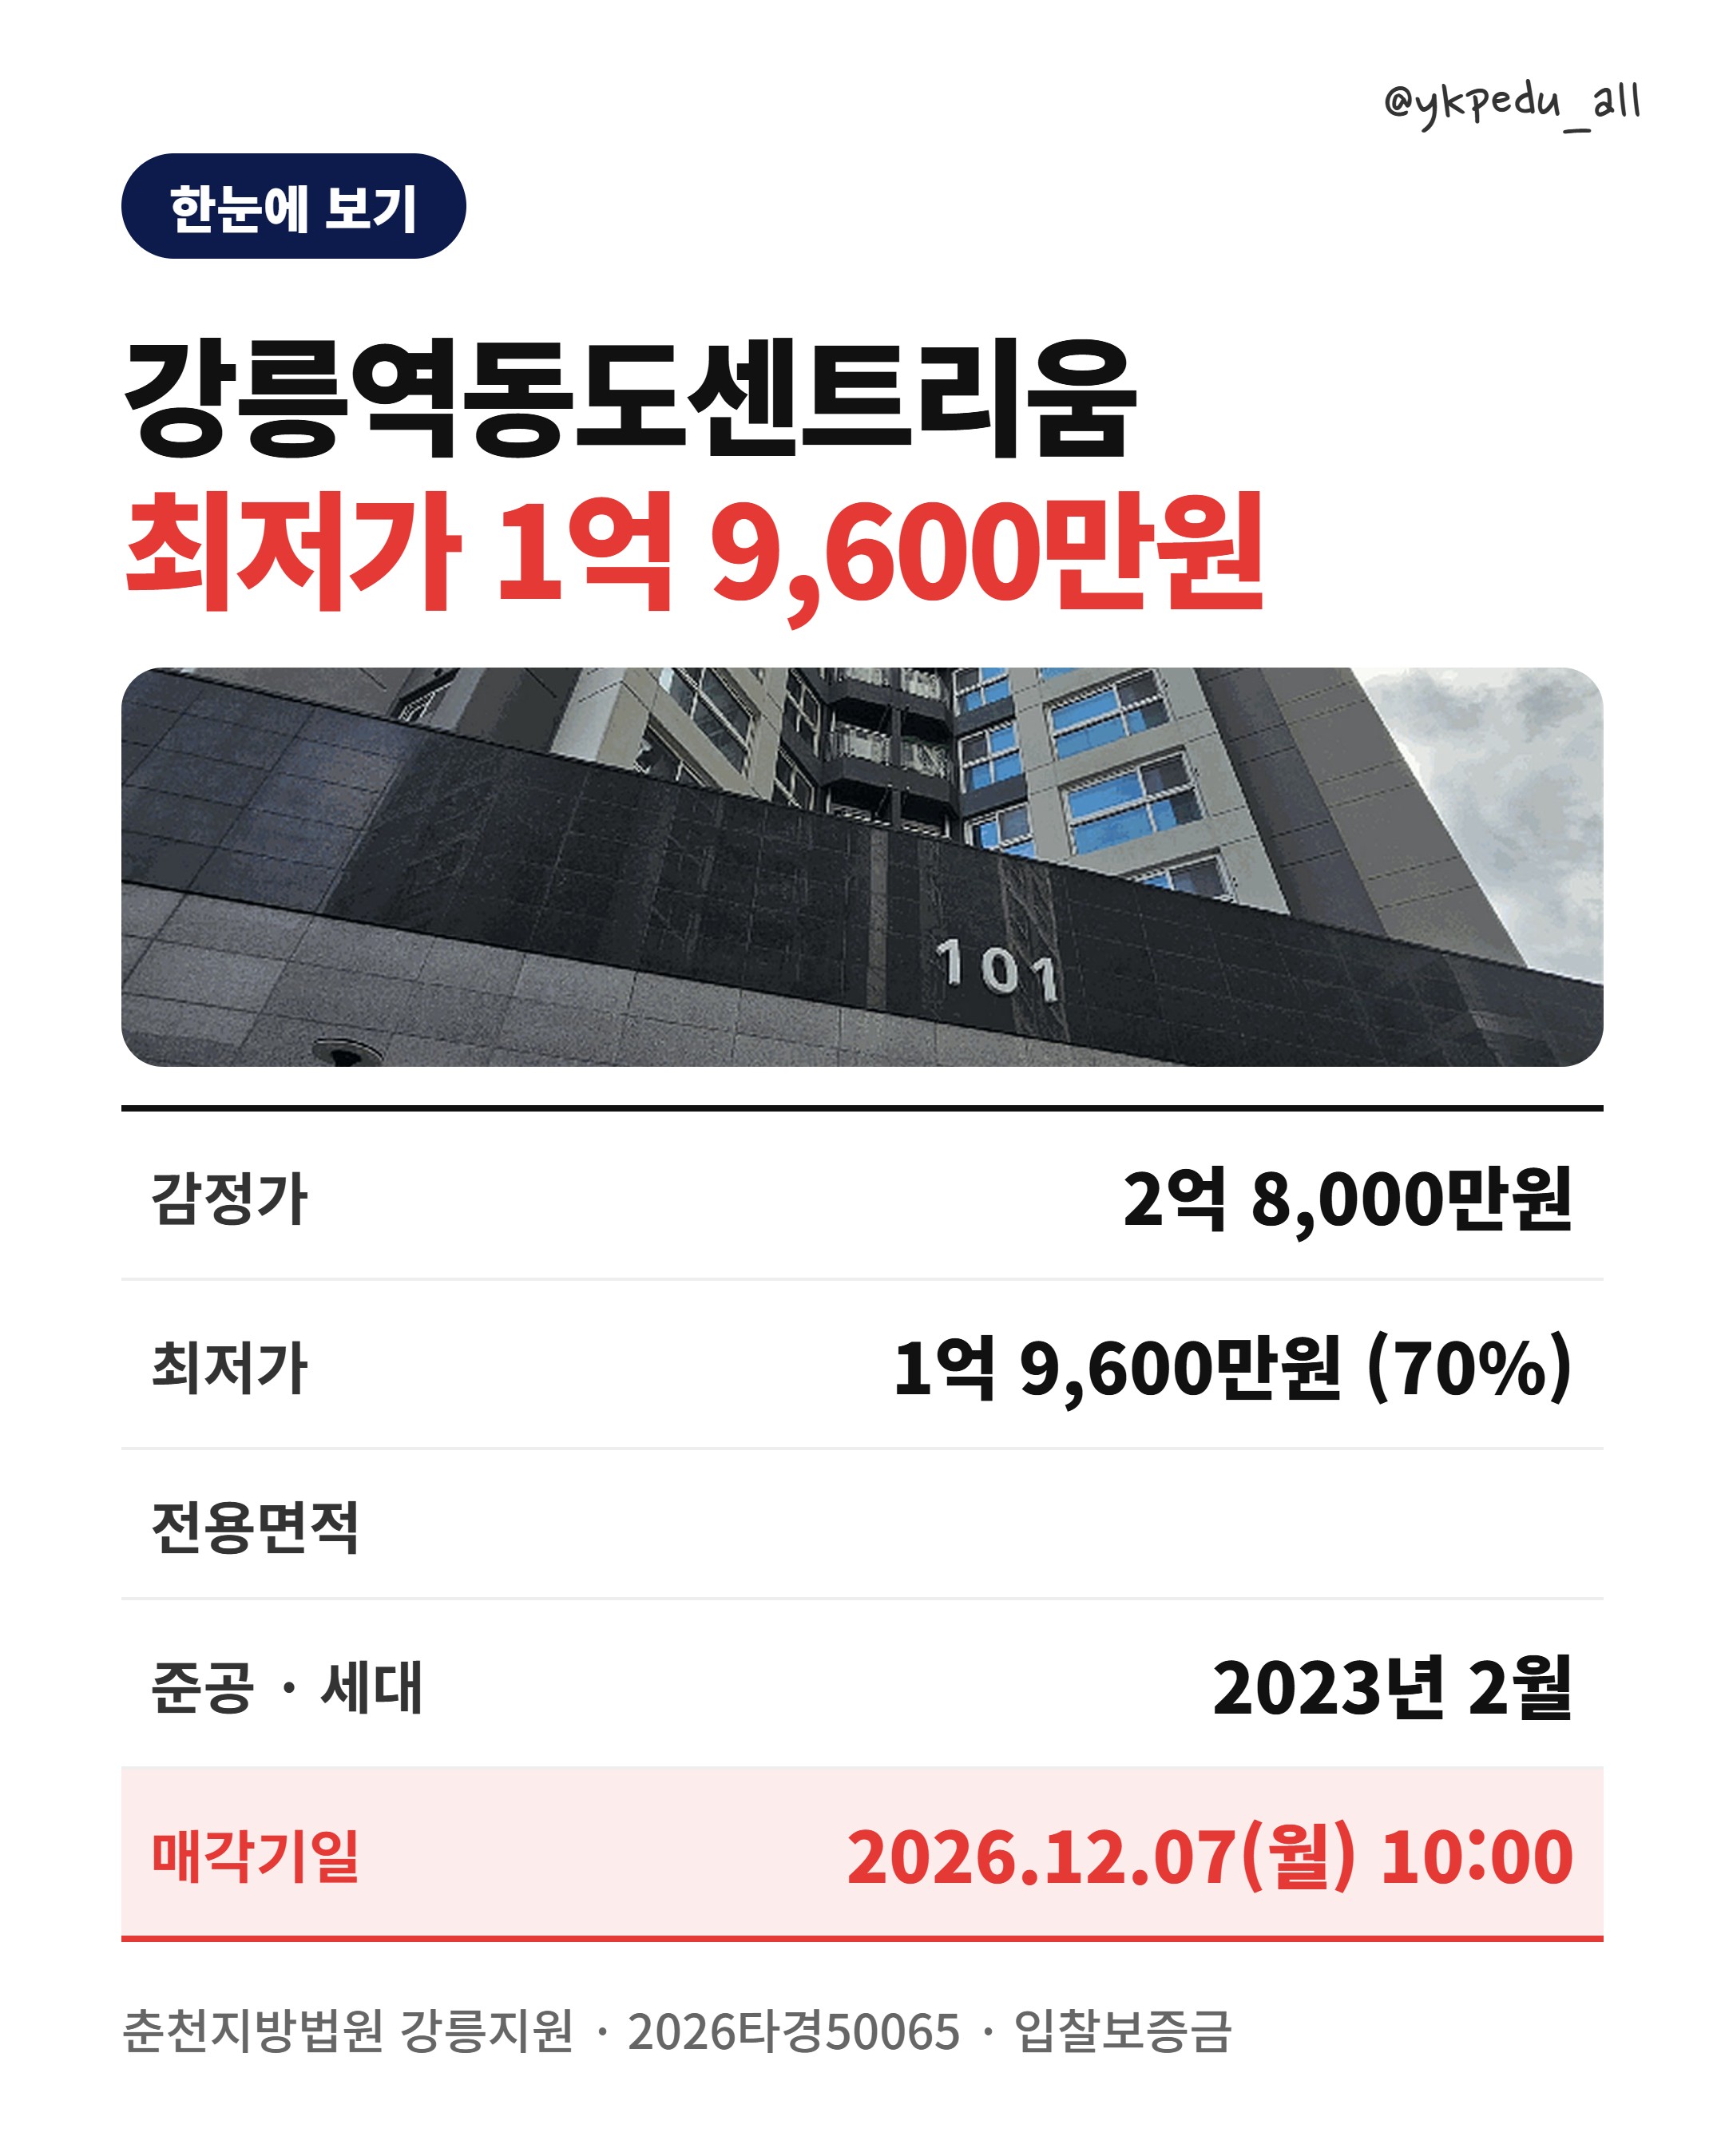 @ykpedu_all
한눈에 보기
강릉역동도센트리움
최저가 1억 9,600만원
101
감정가 2억 8,000만원
최저가 1억 9,600만원 (70%)
전용면적
준공 · 세대 2023년 2월
매각기일 2026.12.07(월) 10:00
춘천지방법원 강릉지원 · 2026타경50065 · 입찰보증금